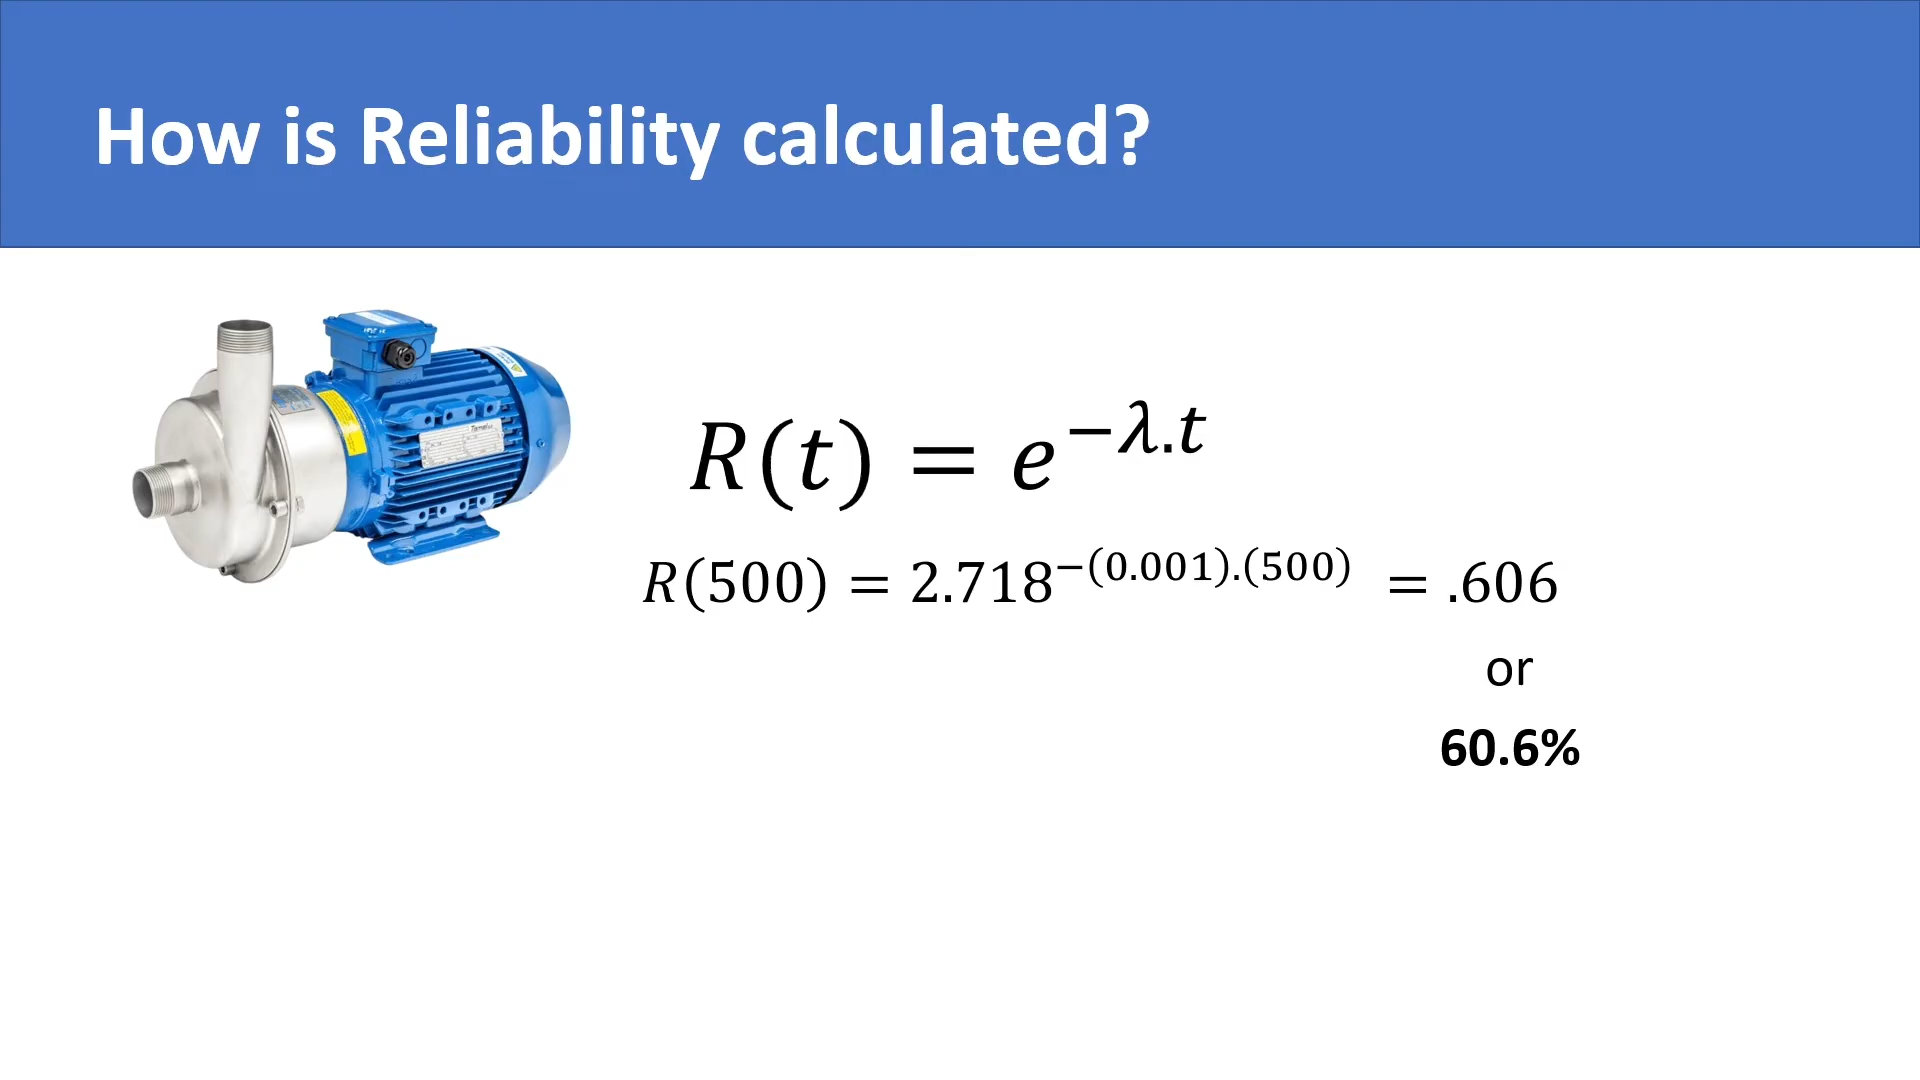 How is Reliability calculated?
R(t) = e^{-λ.t}
R(500) = 2.718^{-(0.001).(500)} = .606
or
60.6%